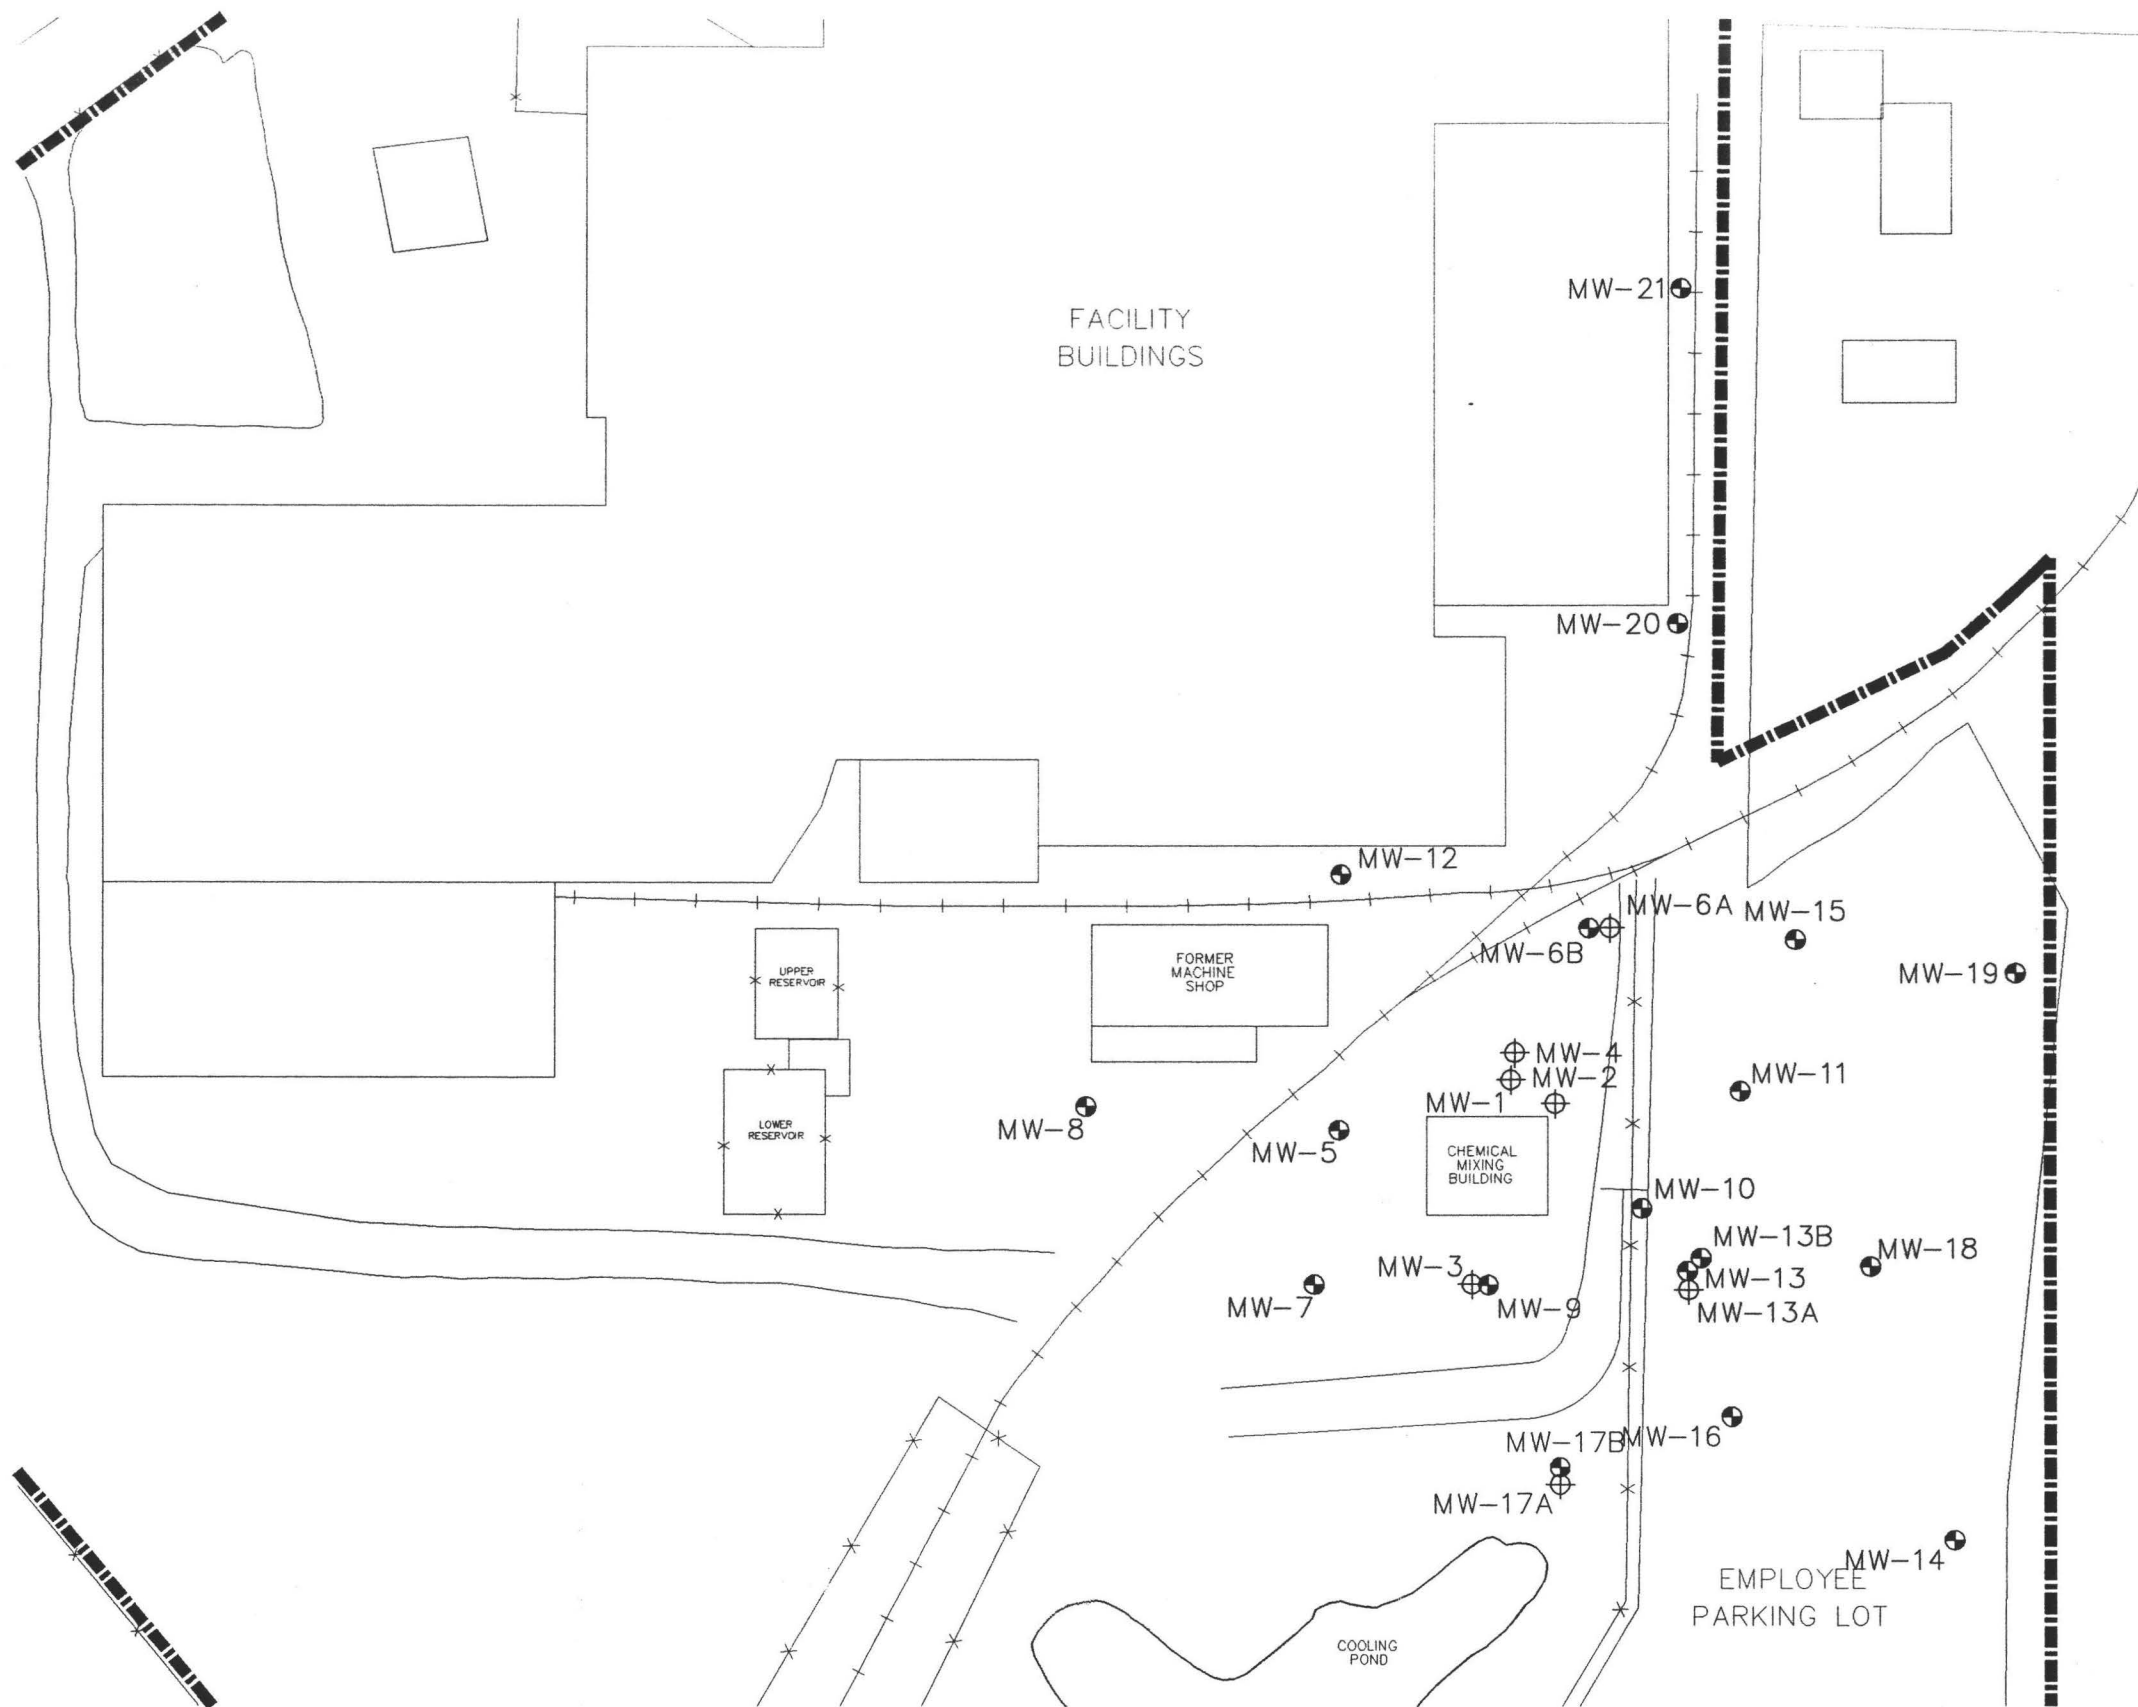 MW-21
FACILITY
BUILDINGS
MW-20
MW-12
MW-6A
MW-15
MW-6B
FORMER
MACHINE
SHOP
UPPER
RESERVOIR
MW-19
MW-4
MW-2
MW-11
MW-1
LOWER
RESERVOIR
MW-8
MW-5
CHEMICAL
MIXING
BUILDING
MW-10
MW-13B
MW-18
MW-3
MW-13
MW-7
MW-9
MW-13A
MW-17B
MW-16
MW-17A
MW-14
EMPLOYEE
PARKING LOT
COOLING
POND